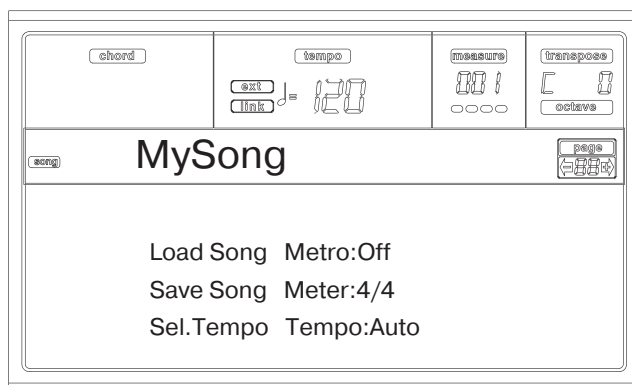 chord tempo measure transpose
ext
link = 120 001 C 0
octave
song MySong page
-88+
Load Song Metro:Off
Save Song Meter:4/4
Sel.Tempo Tempo:Auto